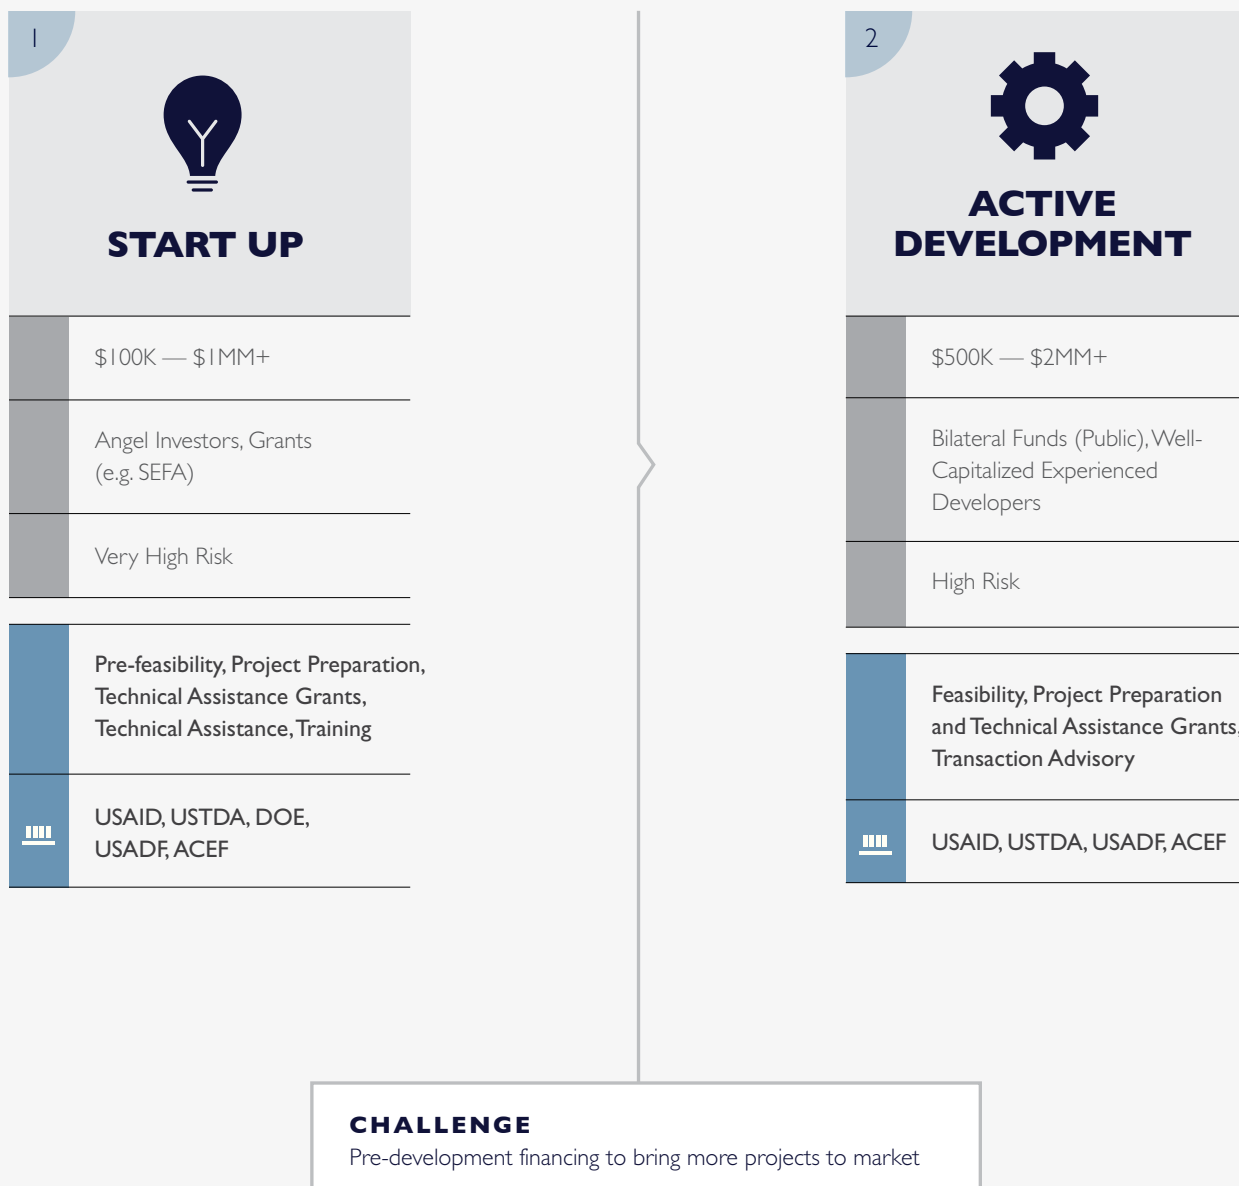 1
START UP
$100K — $1MM+
Angel Investors, Grants
(e.g. SEFA)
Very High Risk
Pre-feasibility, Project Preparation,
Technical Assistance Grants,
Technical Assistance, Training
USAID, USTDA, DOE,
USADF, ACEF
2
ACTIVE
DEVELOPMENT
$500K — $2MM+
Bilateral Funds (Public), Well-
Capitalized Experienced
Developers
High Risk
Feasibility, Project Preparation
and Technical Assistance Grants,
Transaction Advisory
USAID, USTDA, USADF, ACEF
CHALLENGE
Pre-development financing to bring more projects to market